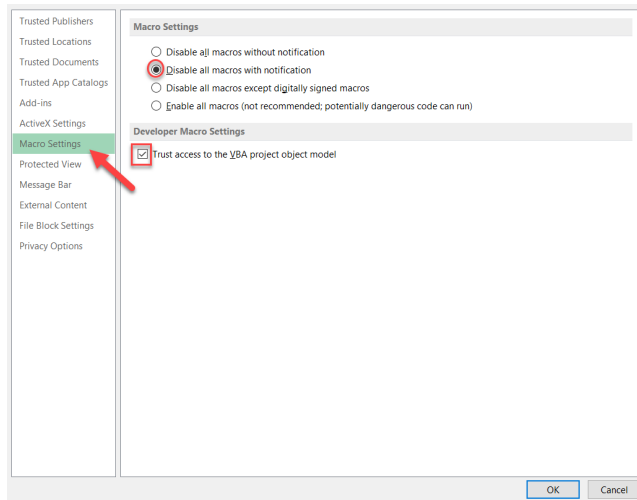 Trusted Publishers
Trusted Locations
Trusted Documents
Trusted App Catalogs
Add-ins
ActiveX Settings
Macro Settings
Protected View
Message Bar
External Content
File Block Settings
Privacy Options
Macro Settings
Disable all macros without notification
Disable all macros with notification
Disable all macros except digitally signed macros
Enable all macros (not recommended; potentially dangerous code can run)
Developer Macro Settings
Trust access to the VBA project object model
OK
Cancel